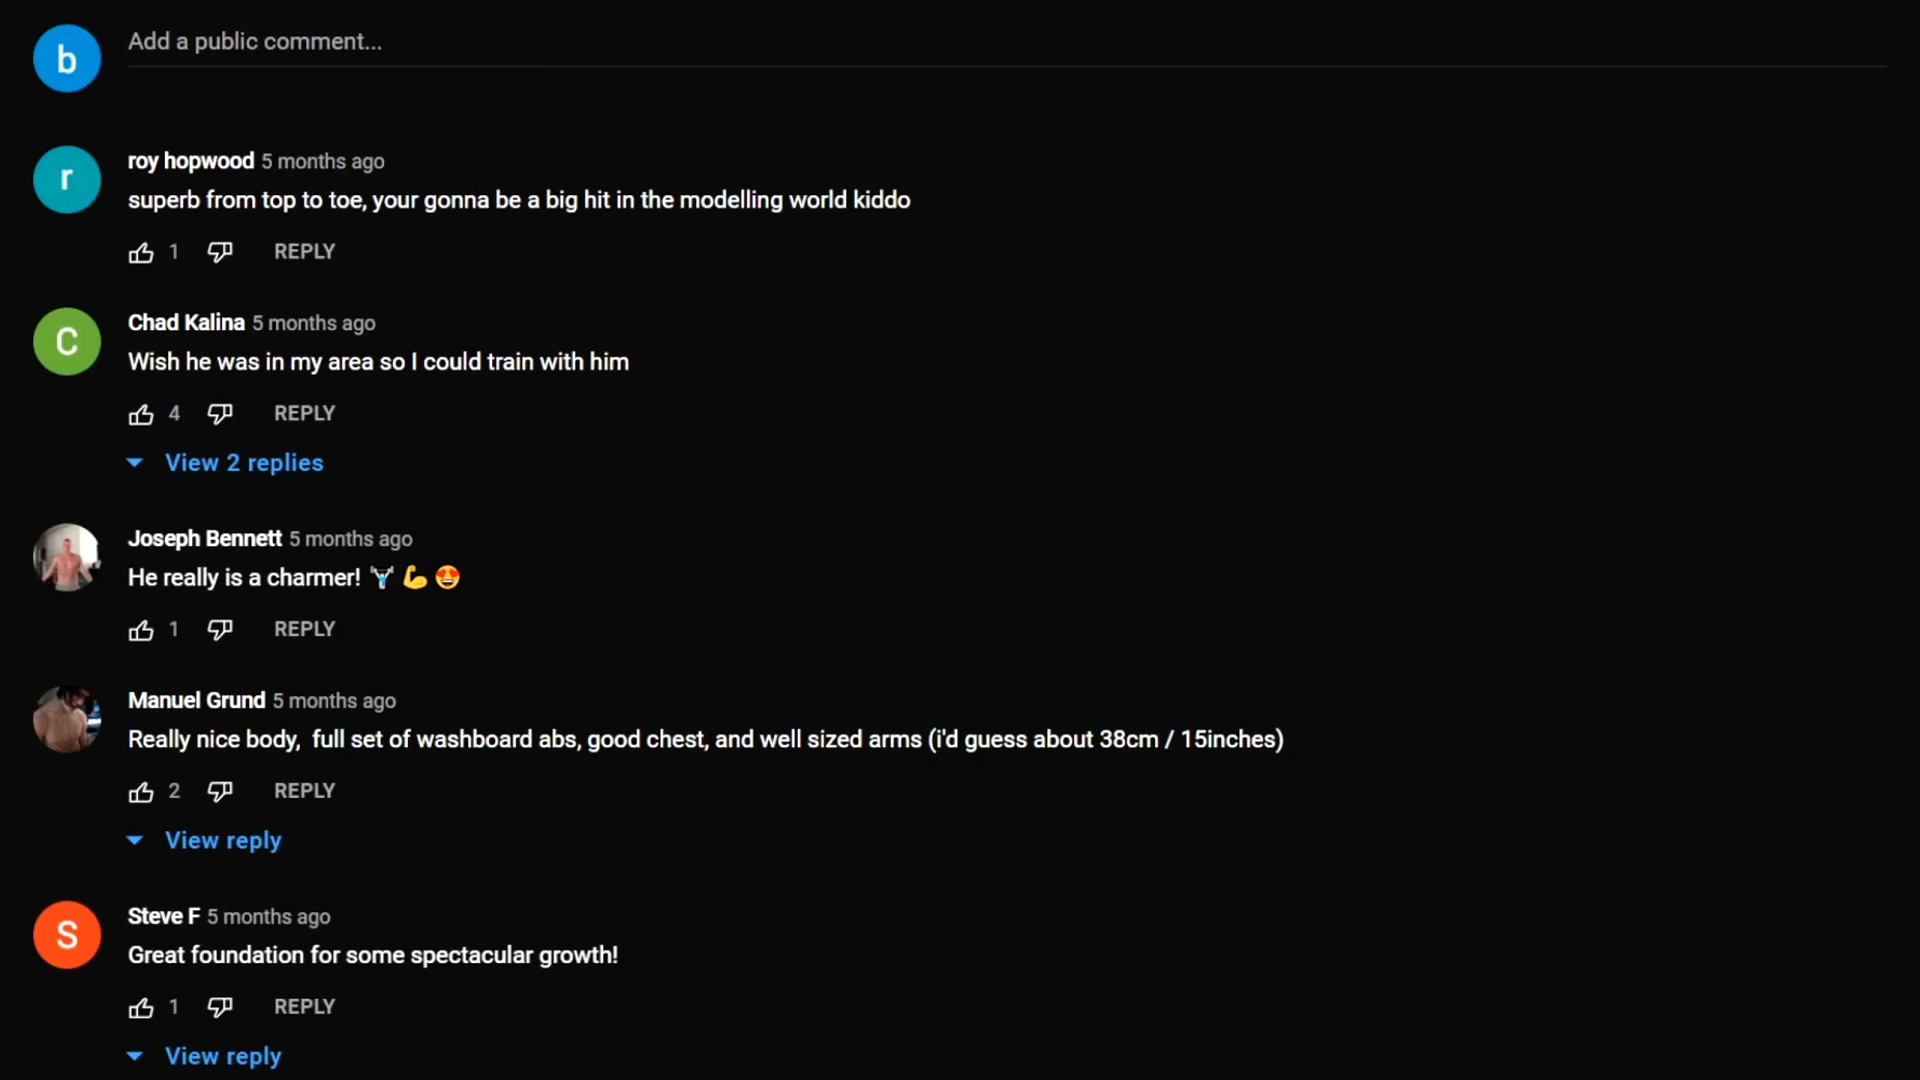 b
Add a public comment...
r
roy hopwood 5 months ago
superb from top to toe, your gonna be a big hit in the modelling world kiddo
1 REPLY
C
Chad Kalina 5 months ago
Wish he was in my area so I could train with him
4 REPLY
View 2 replies
Joseph Bennett 5 months ago
He really is a charmer! 🏋️💪😍
1 REPLY
Manuel Grund 5 months ago
Really nice body,  full set of washboard abs, good chest, and well sized arms (i'd guess about 38cm / 15inches)
2 REPLY
View reply
S
Steve F 5 months ago
Great foundation for some spectacular growth!
1 REPLY
View reply